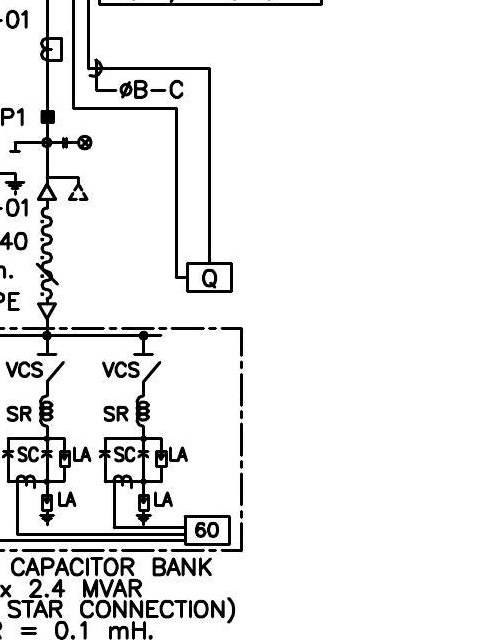 -01
øB-C
P1
-01
40
Q
PE
VCS VCS
SR SR
SC LA SC LA
LA LA
60
CAPACITOR BANK
x 2.4 MVAR
STAR CONNECTION)
= 0.1 mH.